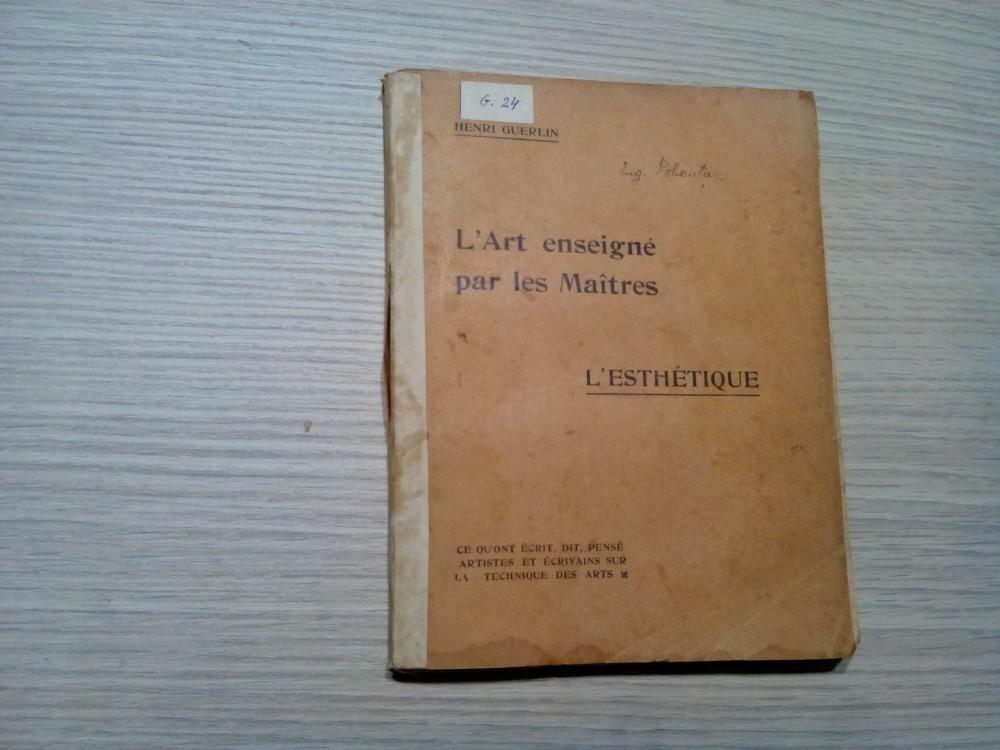 G. 24
HENRI GUERLIN
Eug.
L'Art enseigné
par les Maîtres
L'ESTHÉTIQUE
CE QU'ONT ÉCRIT, DIT, PENSÉ
ARTISTES ET ÉCRIVAINS SUR
LA TECHNIQUE DES ARTS